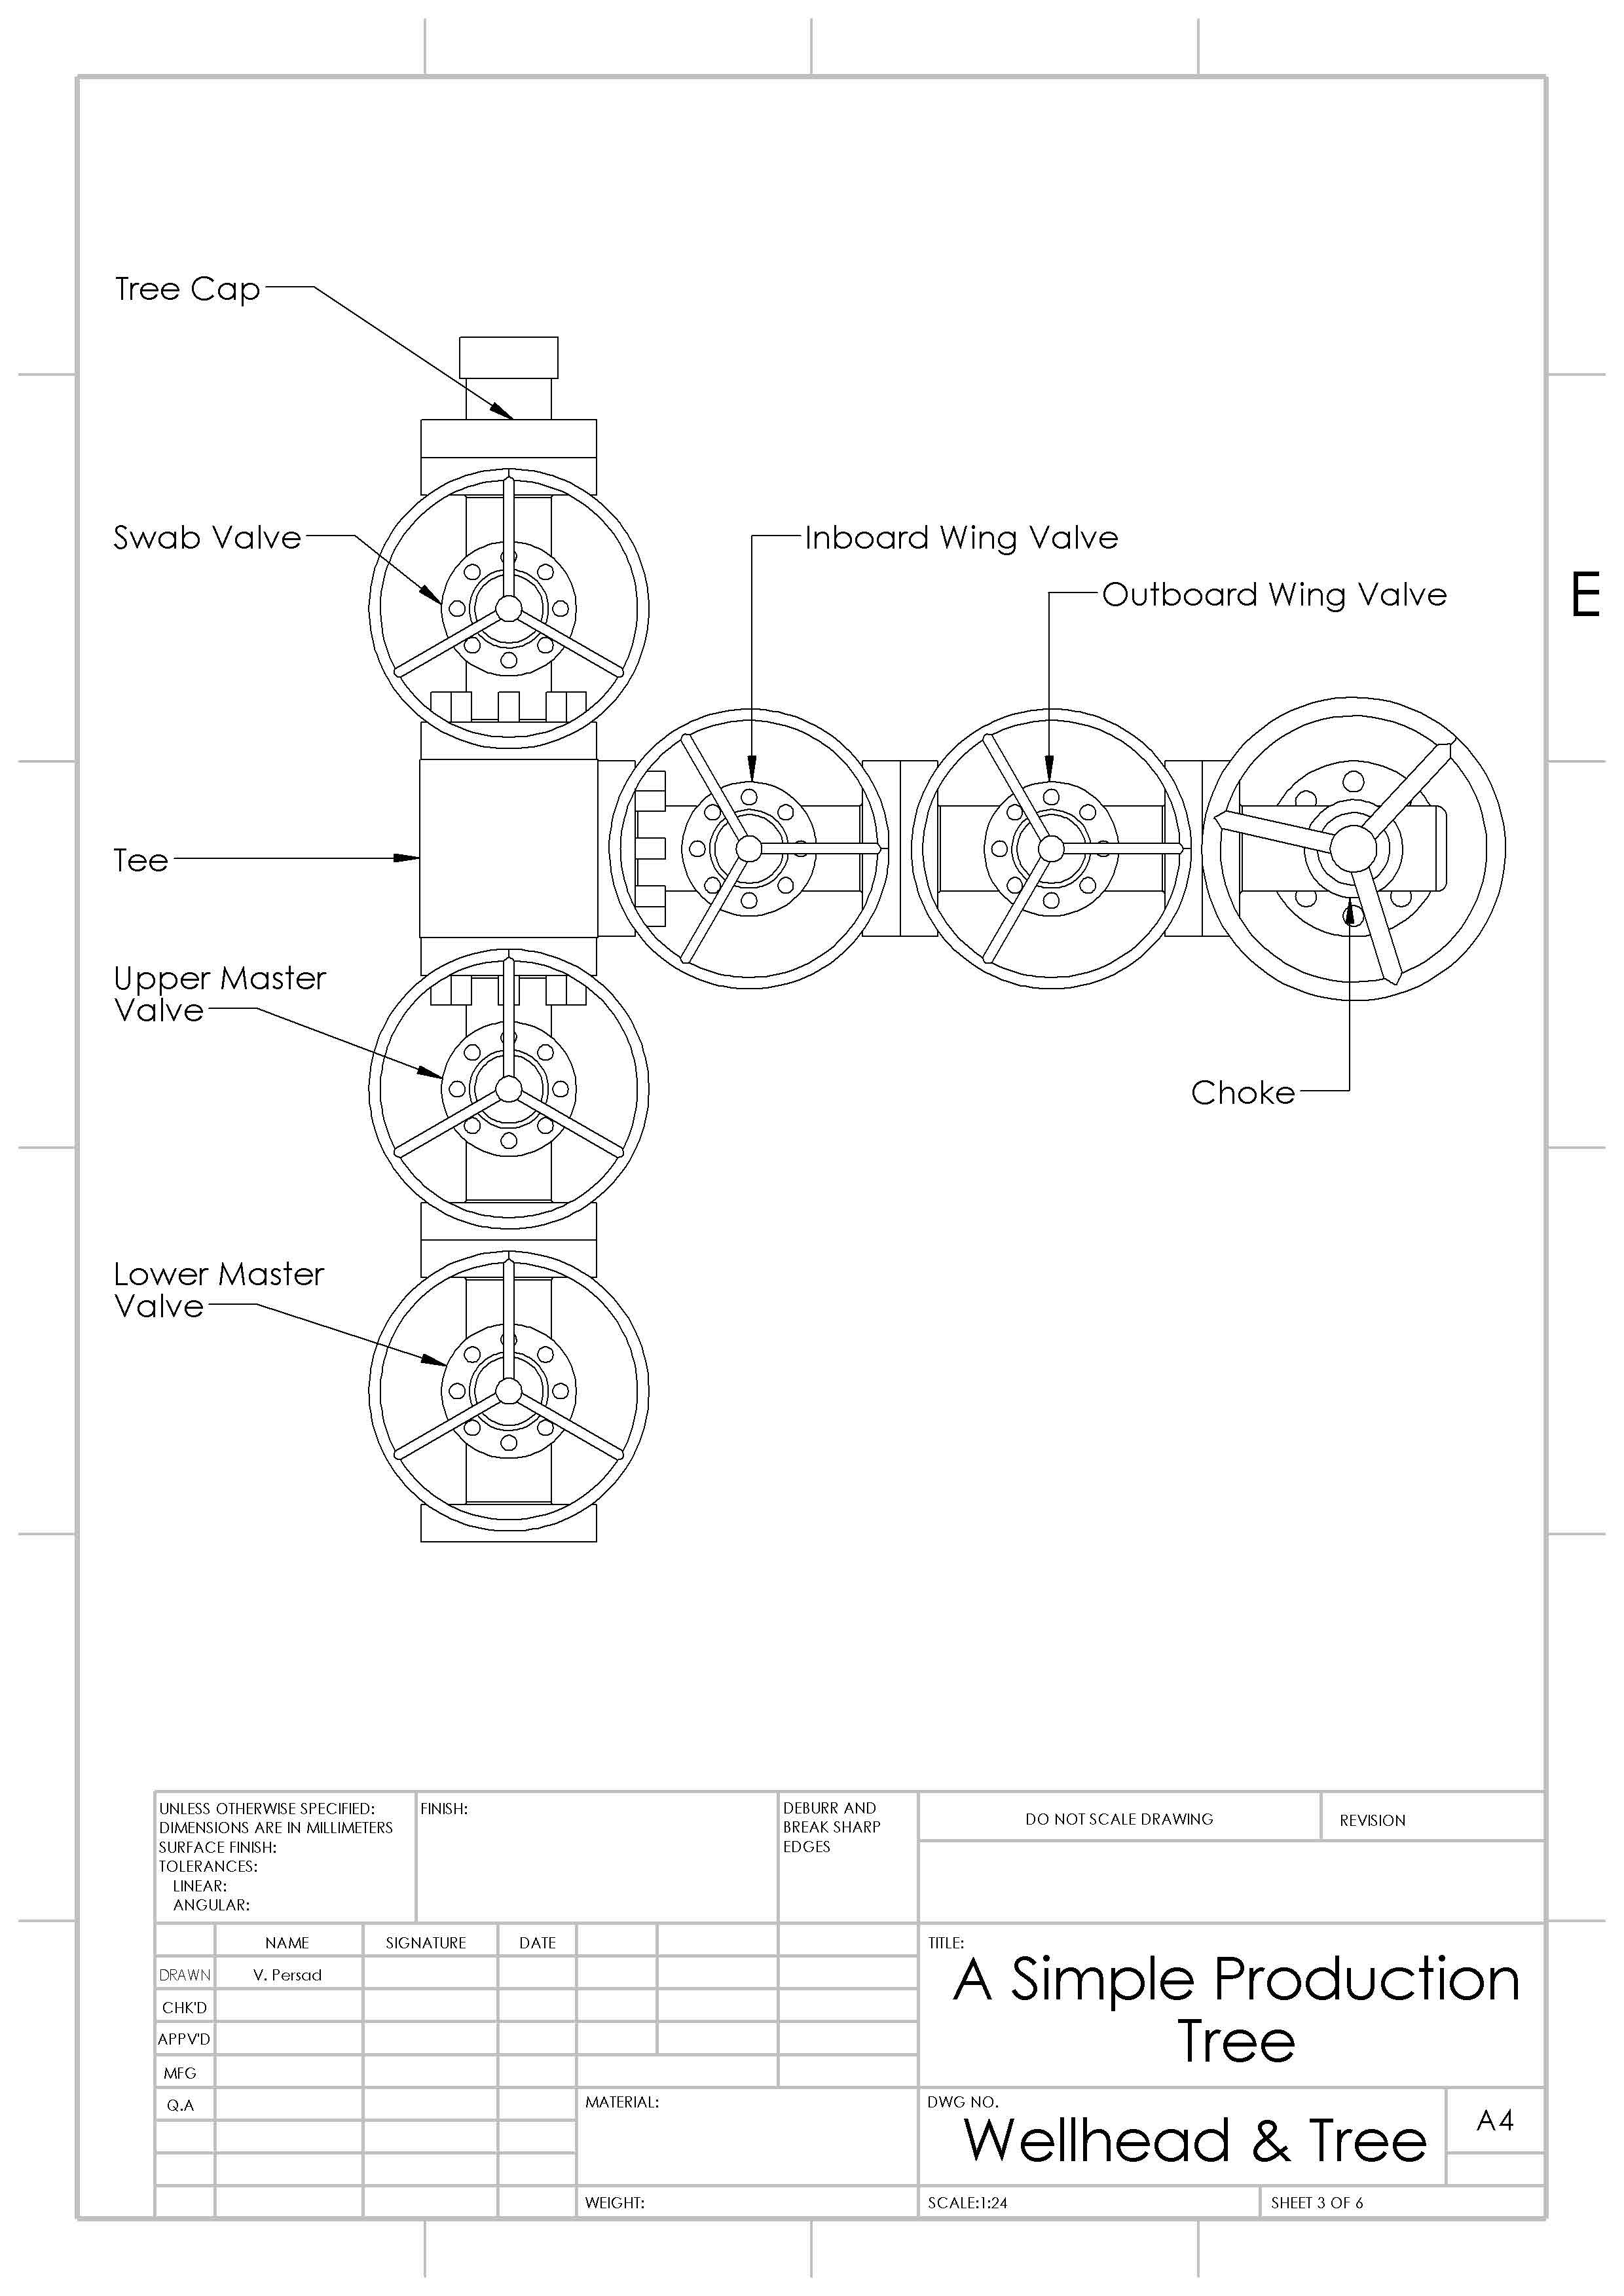 Tree Cap
Swab Valve
Inboard Wing Valve
Outboard Wing Valve
E
Tee
Upper Master
Valve
Choke
Lower Master
Valve
UNLESS OTHERWISE SPECIFIED:
DIMENSIONS ARE IN MILLIMETERS
SURFACE FINISH:
TOLERANCES:
LINEAR:
ANGULAR:
FINISH:
DEBURR AND
BREAK SHARP
EDGES
DO NOT SCALE DRAWING
REVISION
NAME
SIGNATURE
DATE
DRAWN
V. Persad
CHK'D
APPV'D
MFG
Q.A
MATERIAL:
WEIGHT:
TITLE:
A Simple Production
Tree
DWG NO.
Wellhead & Tree
A4
SCALE:1:24
SHEET 3 OF 6